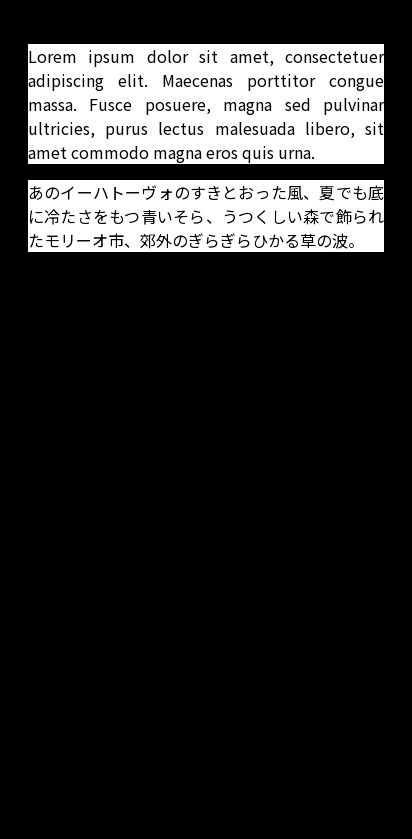 Lorem ipsum dolor sit amet, consectetuer
adipiscing elit. Maecenas porttitor congue
massa. Fusce posuere, magna sed pulvinar
ultricies, purus lectus malesuada libero, sit
amet commodo magna eros quis urna.
あのイーハトーヴォのすきとおった風、夏でも底
に冷たさをもつ青いそら、うつくしい森で飾られ
たモリーオ市、郊外のぎらぎらひかる草の波。